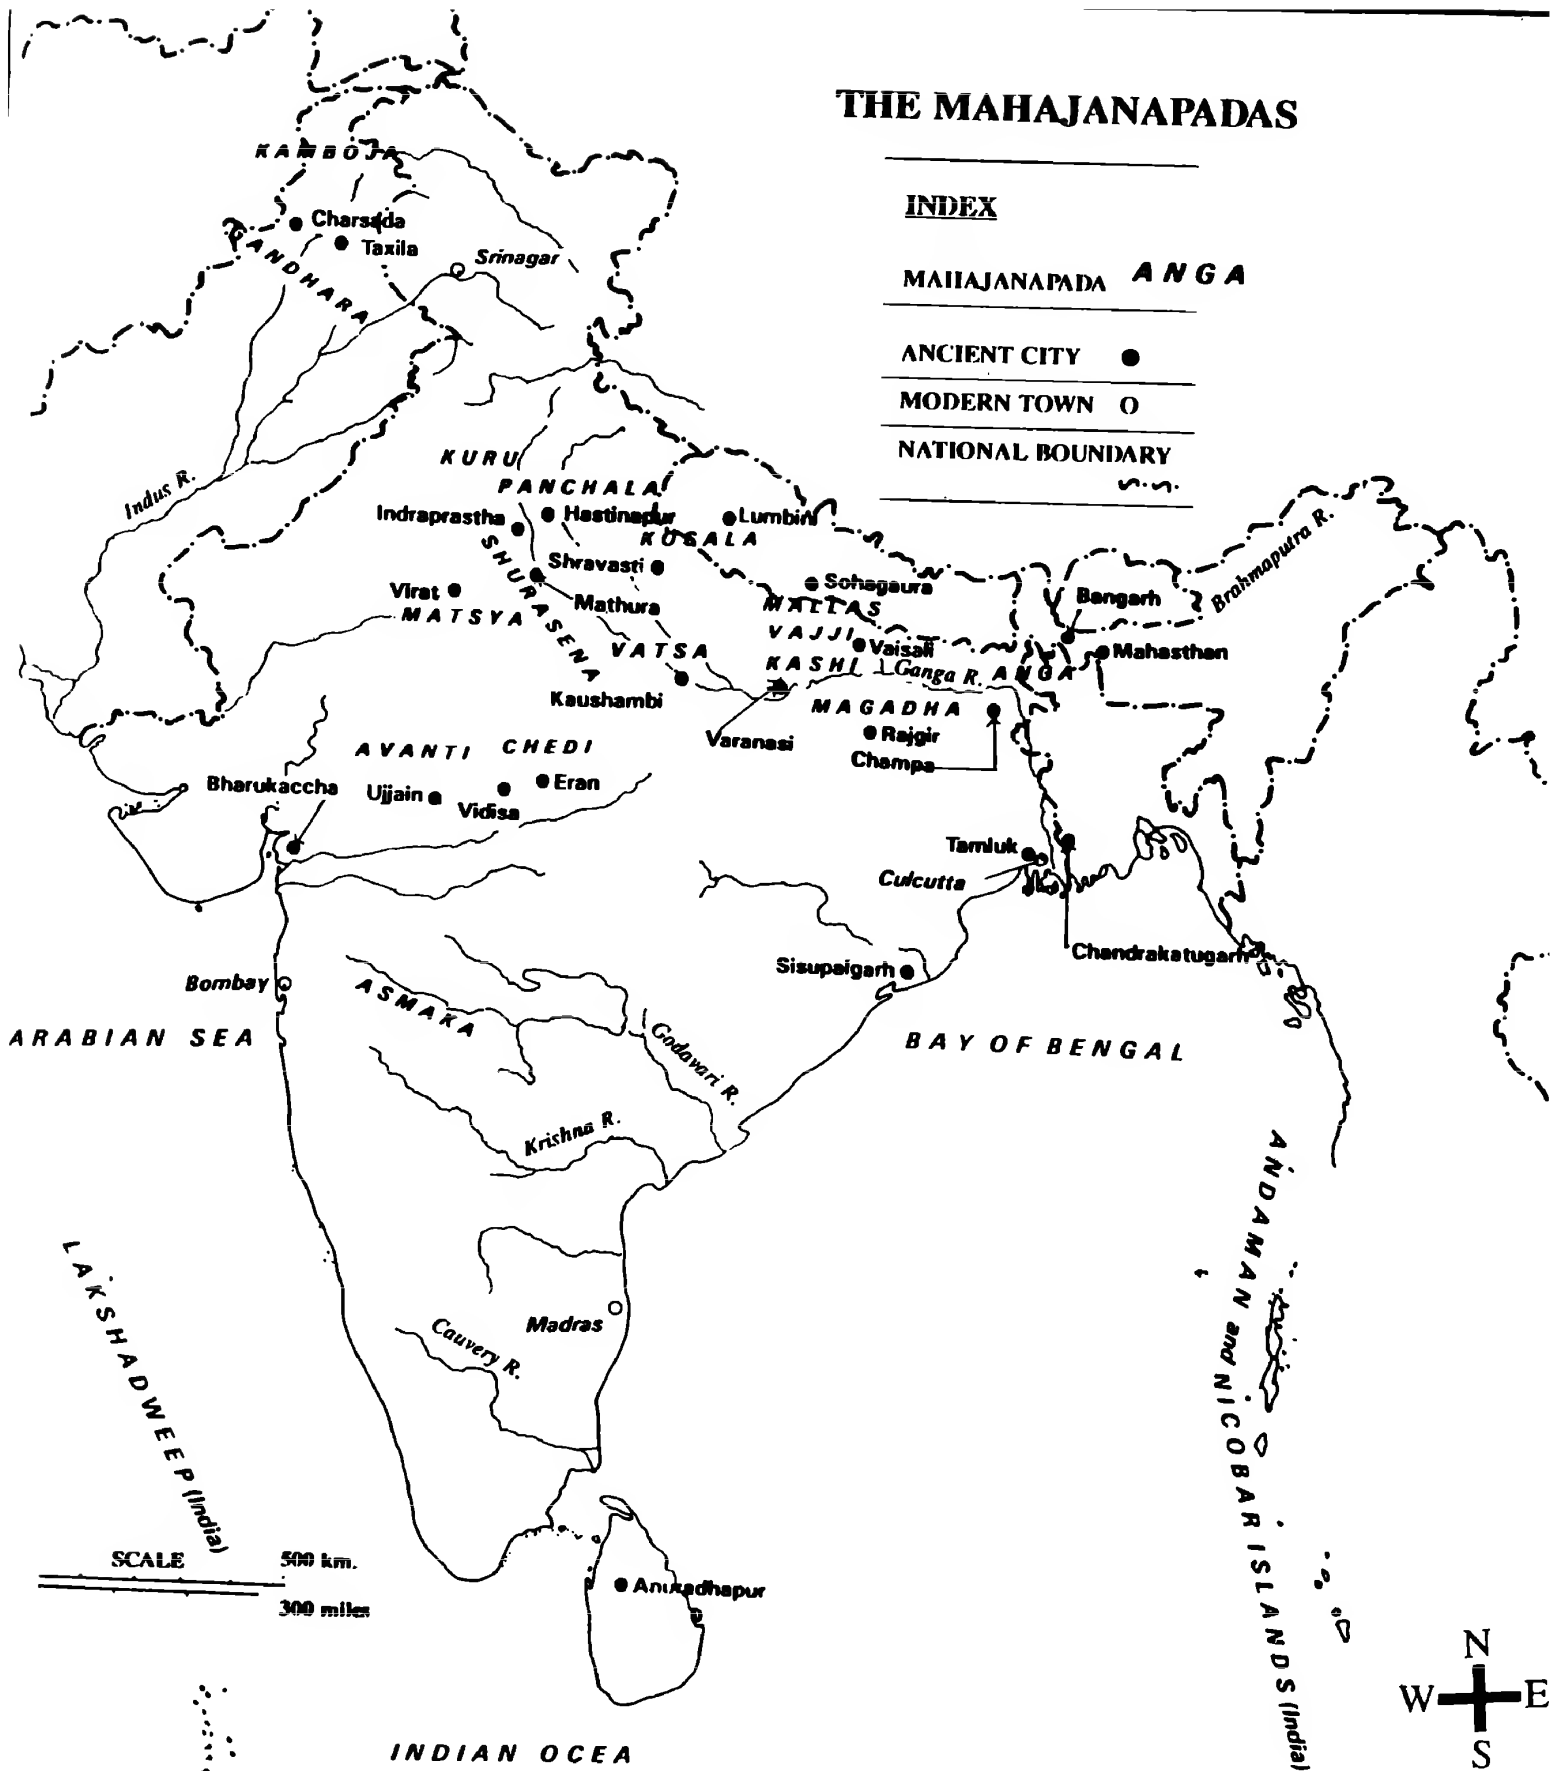 THE MAHAJANAPADAS
INDEX
MAHAJANAPADA ANGA
ANCIENT CITY
MODERN TOWN
NATIONAL BOUNDARY
KAMBOJA
Charsada
Taxila
GANDHARA
Srinagar
Indus R.
KURU
PANCHALA
Indraprastha
Hastinapur
Lumbini
KOSALA
SHURASENA
Shravasti
Sohagaura
Brahmaputra R.
Virat
Mathura
MALLAS
Bangarh
MATSYA
VATSA
VAJJI
Vaisali
Mahasthan
KASHI
Ganga R.
ANGA
Kaushambi
MAGADHA
Varanasi
Rajgir
Champa
AVANTI
CHEDI
Bharukaccha
Ujjain
Vidisa
Eran
Tamluk
Culcutta
Chandrakatugarh
Sisupalgarh
Bombay
ASMAKA
Godavari R.
ARABIAN SEA
BAY OF BENGAL
Krishna R.
ANDAMAN and NICOBAR ISLANDS (India)
LAKSHADWEEP (India)
Madras
Cauvery R.
SCALE
500 km.
300 miles
Anuradhapur
INDIAN OCEA
N
W E
S